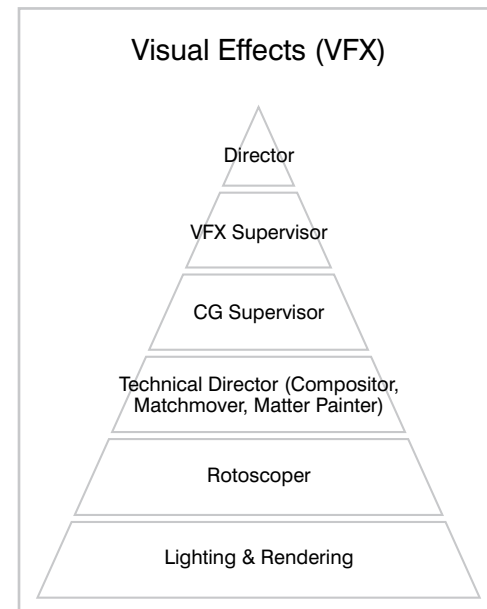 Visual Effects (VFX)
Director
VFX Supervisor
CG Supervisor
Technical Director (Compositor,
Matchmover, Matter Painter)
Rotoscoper
Lighting & Rendering